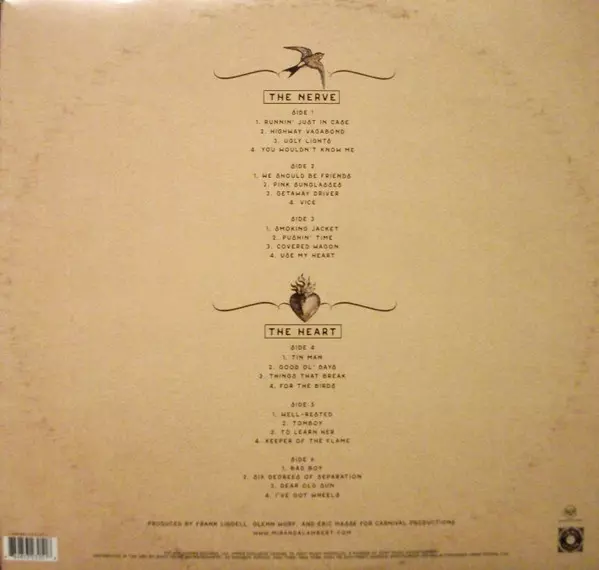 THE NERVE
SIDE 1
1. RUNNIN' JUST IN CASE
2. HIGHWAY VAGABOND
3. UGLY LIGHTS
4. YOU WOULDN'T KNOW ME
SIDE 2
1. WE SHOULD BE FRIENDS
2. PINK SUNGLASSES
3. GETAWAY DRIVER
4. VICE
SIDE 3
1. SMOKING JACKET
2. PUSHIN' TIME
3. COVERED WAGON
4. USE MY HEART
THE HEART
SIDE 4
1. TIN MAN
2. GOOD OL' DAYS
3. THINGS THAT BREAK
4. FOR THE BIRDS
SIDE 5
1. WELL-RESTED
2. TOMBOY
3. TO LEARN HER
4. KEEPER OF THE FLAME
SIDE 6
1. BAD BOY
2. SIX DEGREES OF SEPARATION
3. DEAR OLD SUN
4. I'VE GOT WHEELS
PRODUCED BY FRANK LIDDELL, GLENN WORF, AND ERIC MASSE FOR CARNIVAL PRODUCTIONS
WWW.MIRANDALAMBERT.COM